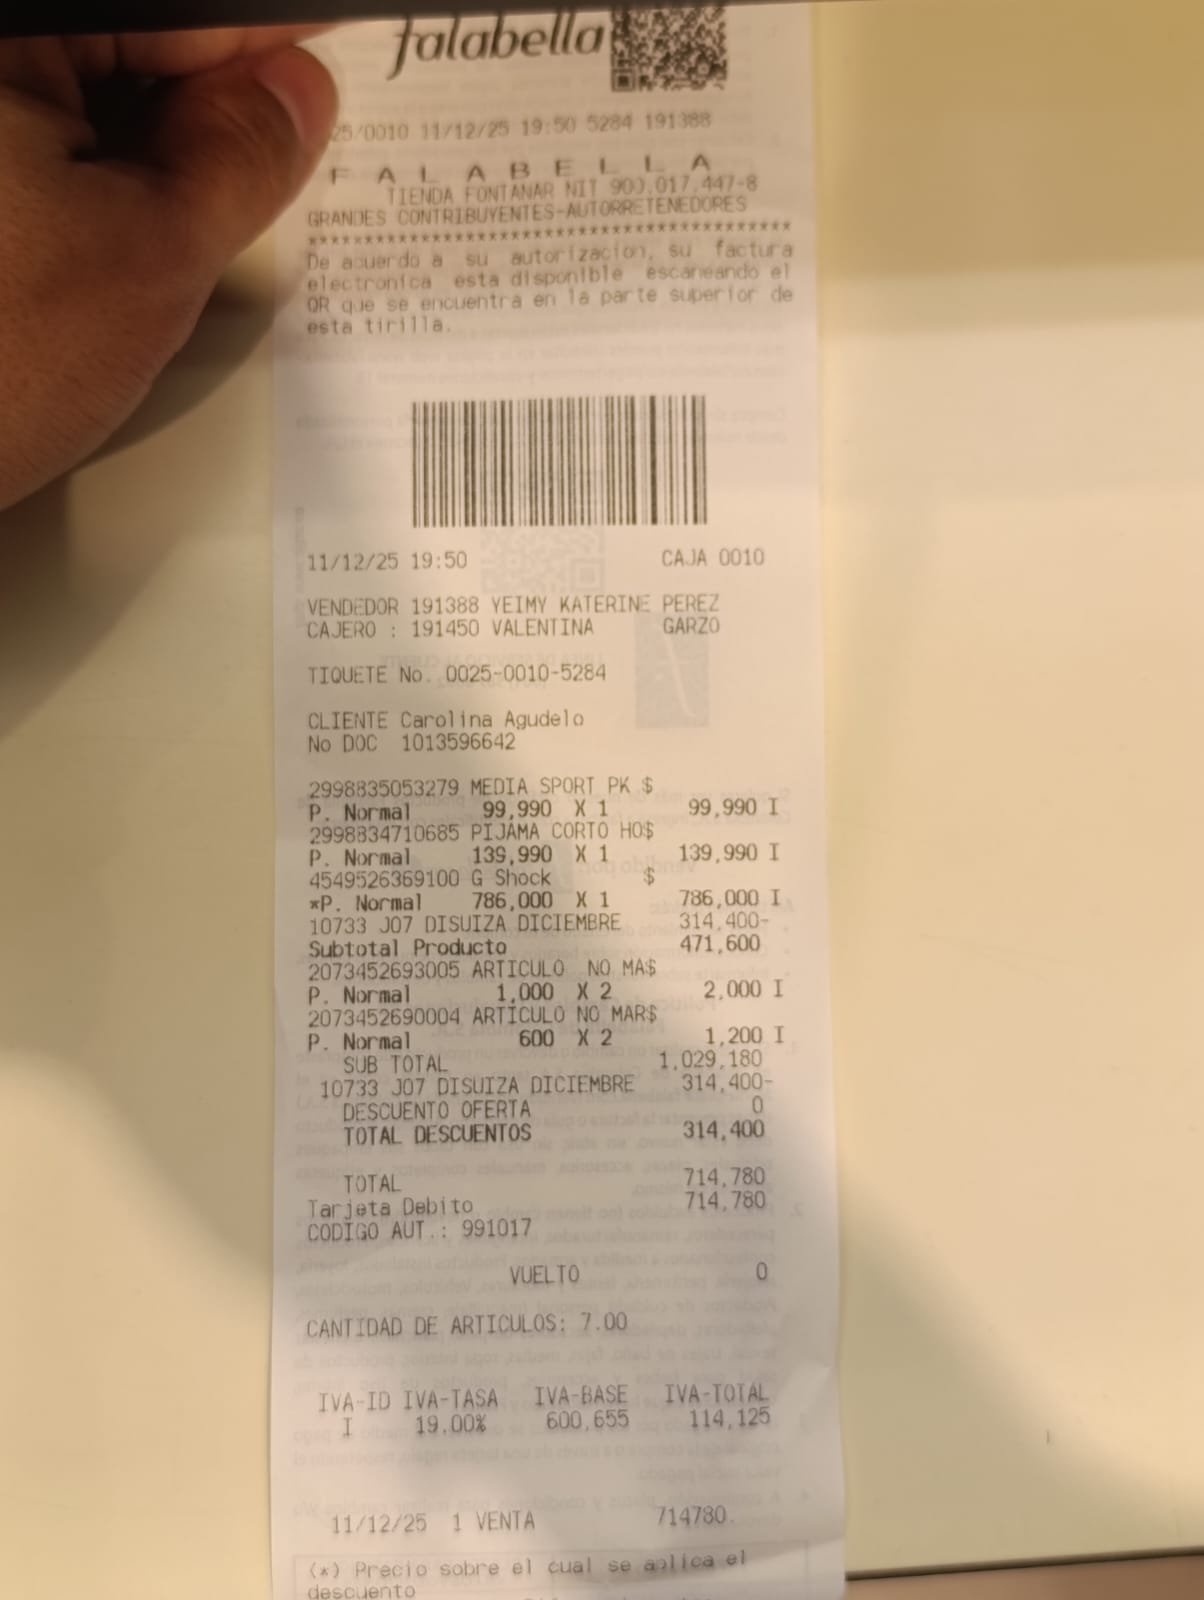 falabella
25/0010 11/12/25 19:50 5284 191388
F A L A B E L L A
TIENDA FONTANAR NIT 900.017.447-8
GRANDES CONTRIBUYENTES-AUTORRETENEDORES
******************************************
De acuerdo a su autorizacion, su factura
electronica esta disponible escaneando el
QR que se encuentra en la parte superior de
esta tirilla.
11/12/25 19:50 CAJA 0010
VENDEDOR 191388 YEIMY KATERINE PEREZ
CAJERO : 191450 VALENTINA GARZO
TIQUETE No. 0025-0010-5284
CLIENTE Carolina Agudelo
No DOC 1013596642
2998835053279 MEDIA SPORT PK $
P. Normal 99,990 X 1 99,990 I
2998834710685 PIJAMA CORTO HO$
P. Normal 139,990 X 1 139,990 I
4549526369100 G Shock $
*P. Normal 786,000 X 1 786,000 I
10733 J07 DISUIZA DICIEMBRE 314,400-
Subtotal Producto 471,600
2073452693005 ARTICULO NO MA$
P. Normal 1,000 X 2 2,000 I
2073452690004 ARTICULO NO MAR$
P. Normal 600 X 2 1,200 I
SUB TOTAL 1,029,180
10733 J07 DISUIZA DICIEMBRE 314,400-
DESCUENTO OFERTA 0
TOTAL DESCUENTOS 314,400
TOTAL 714,780
Tarjeta Debito 714,780
CODIGO AUT.: 991017
VUELTO 0
CANTIDAD DE ARTICULOS: 7.00
IVA-ID IVA-TASA IVA-BASE IVA-TOTAL
I 19.00% 600,655 114,125
11/12/25 1 VENTA 714780.
(*) Precio sobre el cual se aplica el
descuento